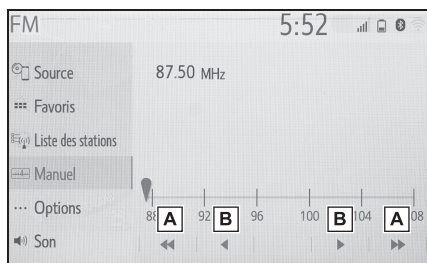 FM 5:52
Source 87.50 MHz
Favoris
Liste des stations
Manuel
Options
Son
88 A 92 B 96 100 B 104 A 08